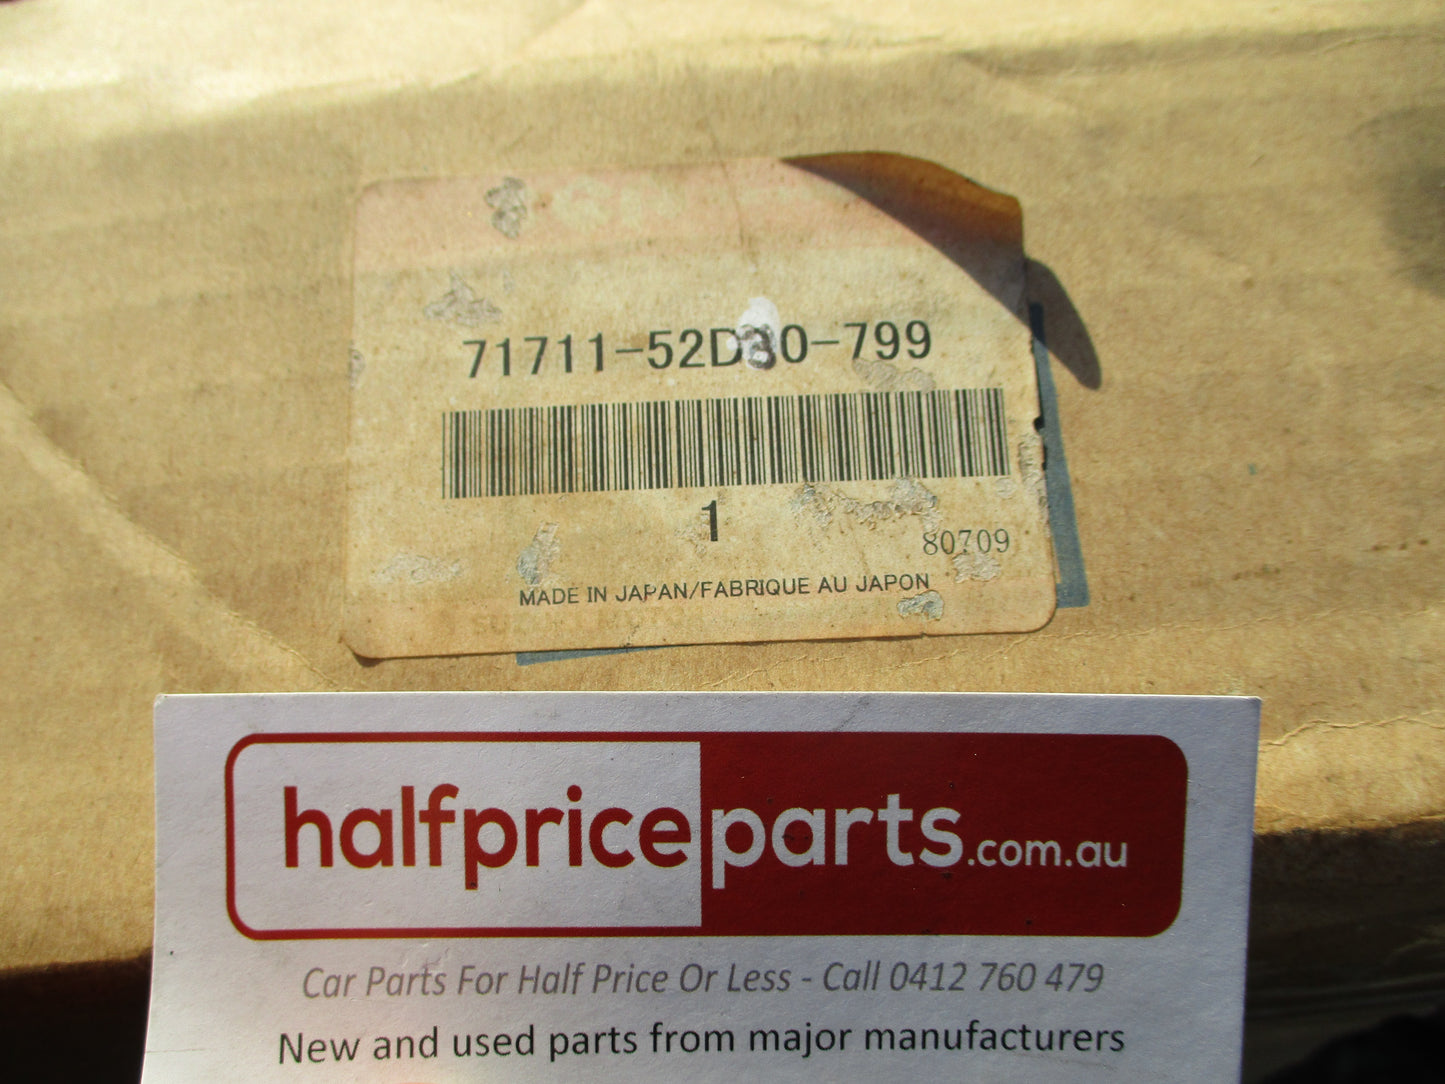 71711-52D30-799
1
80709
MADE IN JAPAN/FABRIQUE AU JAPON
halfpriceparts.com.au
Car Parts For Half Price Or Less - Call 0412 760 479
New and used parts from major manufacturers